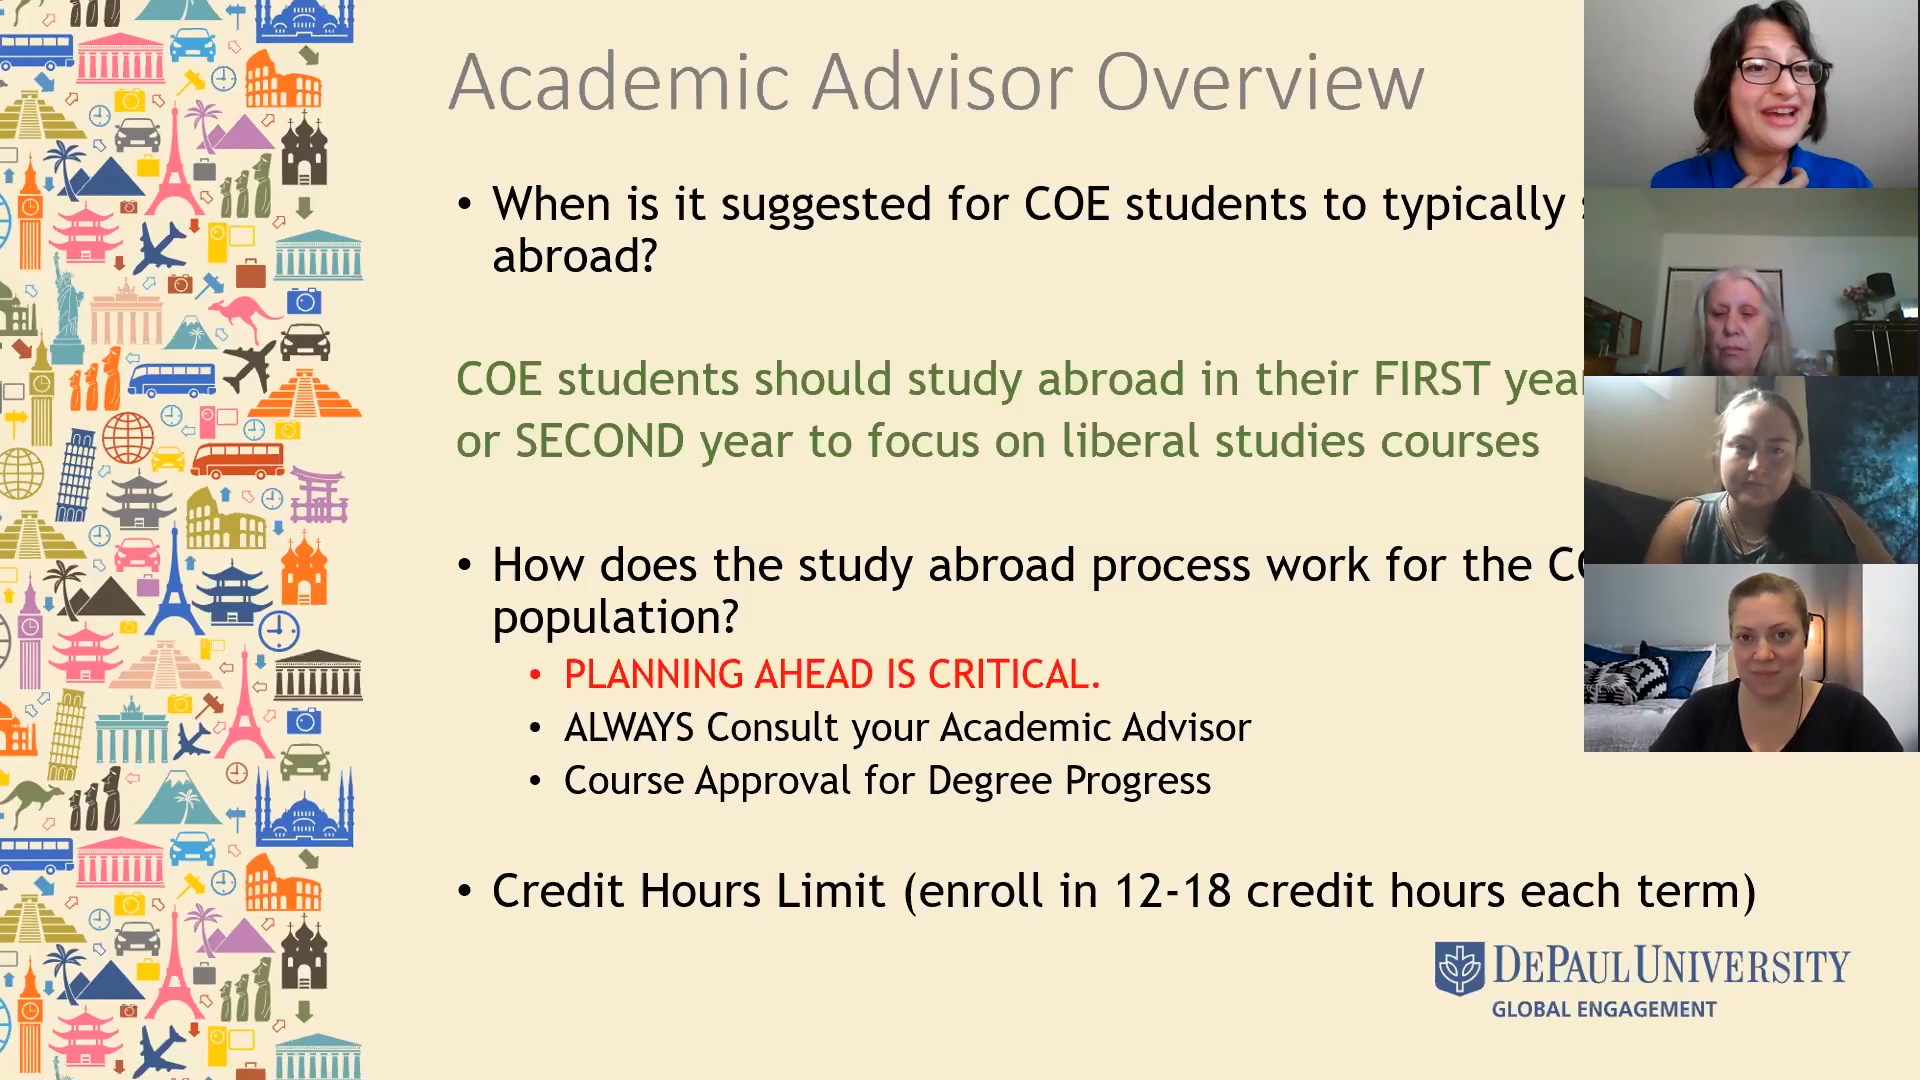 Academic Advisor Overview
• When is it suggested for COE students to typically
abroad?
COE students should study abroad in their FIRST year
or SECOND year to focus on liberal studies courses
• How does the study abroad process work for the
population?
• PLANNING AHEAD IS CRITICAL.
• ALWAYS Consult your Academic Advisor
• Course Approval for Degree Progress
• Credit Hours Limit (enroll in 12-18 credit hours each term)
DEPAUL UNIVERSITY
GLOBAL ENGAGEMENT